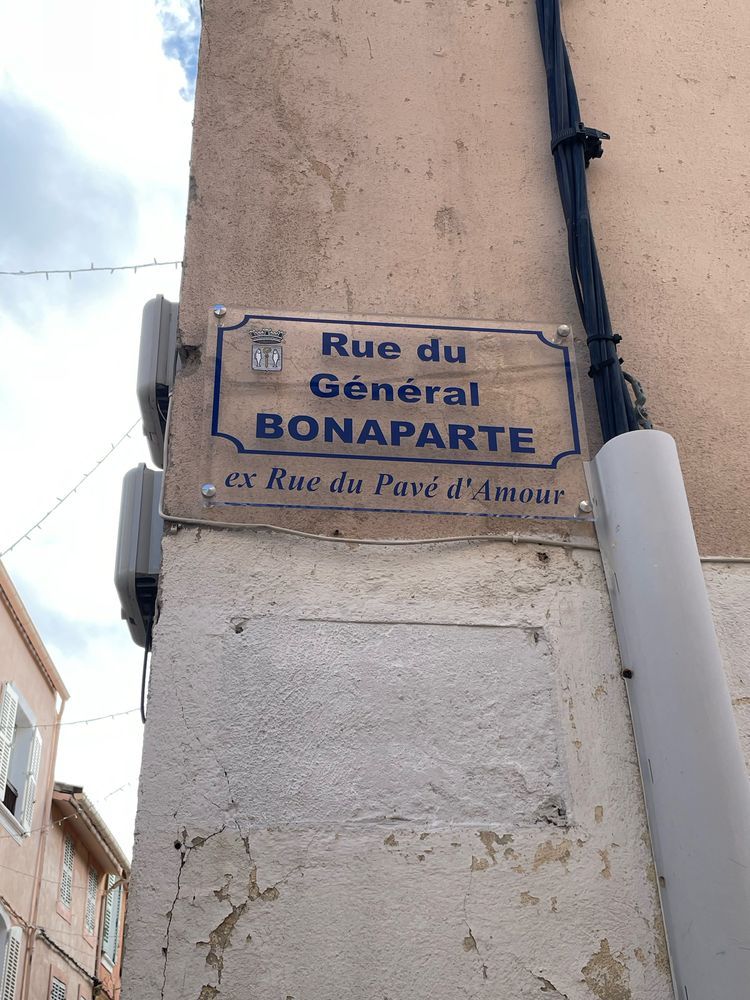 Rue du
Général
BONAPARTE
ex Rue du Pavé d'Amour